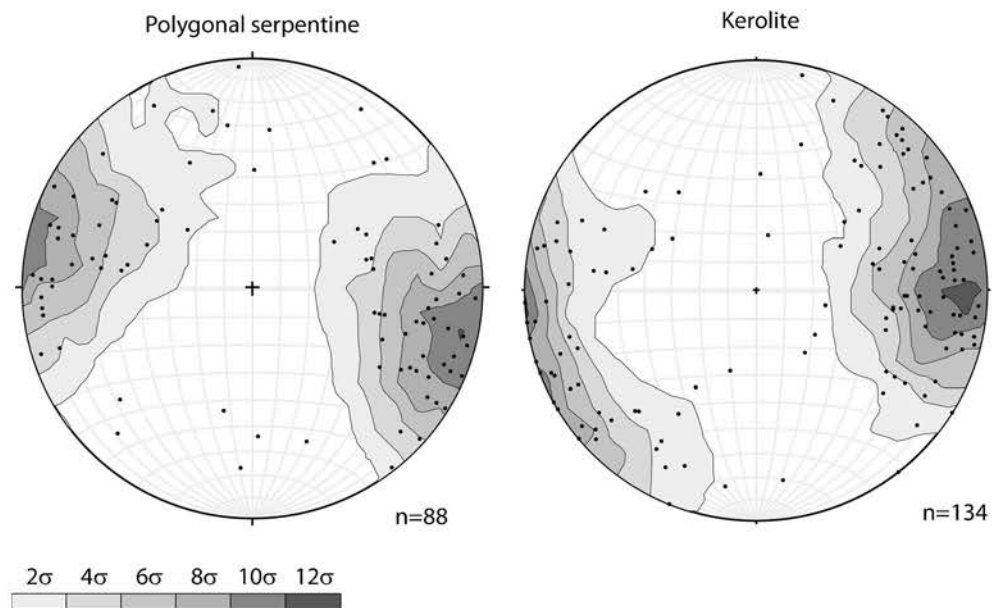 Polygonal serpentine
Kerolite
n=88
n=134
2σ 4σ 6σ 8σ 10σ 12σ